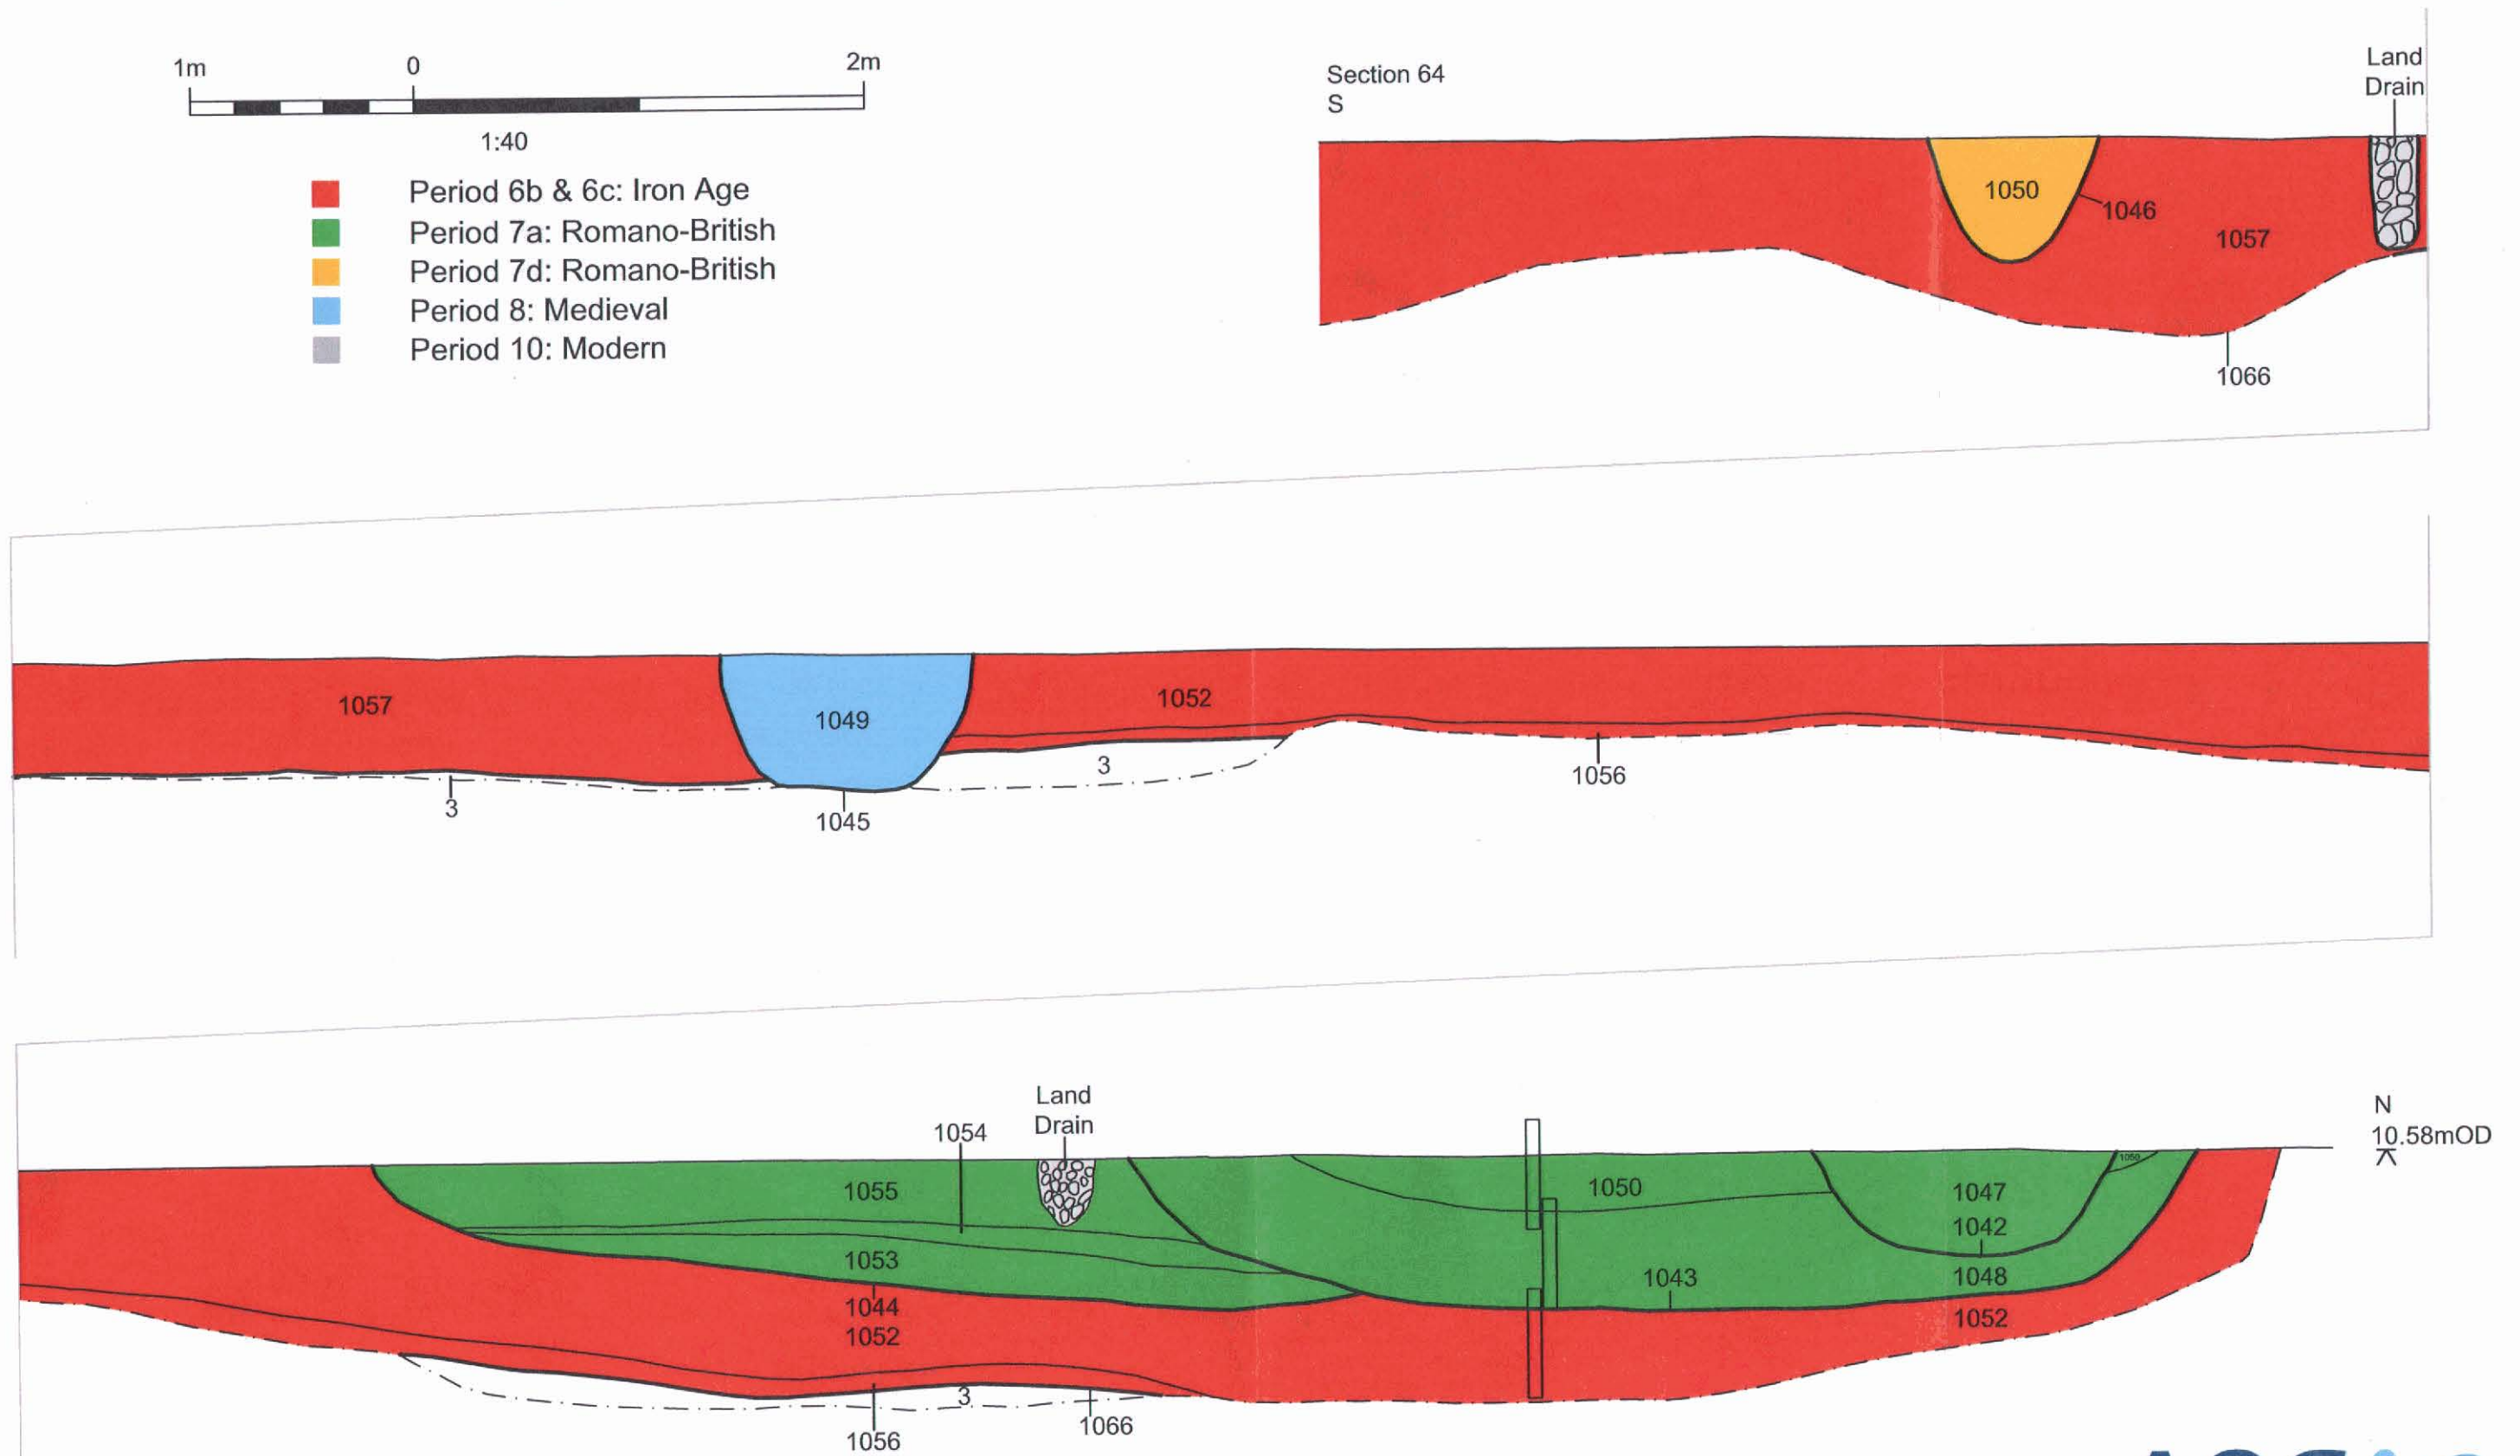 1m 0 2m
1:40
Period 6b & 6c: Iron Age
Period 7a: Romano-British
Period 7d: Romano-British
Period 8: Medieval
Period 10: Modern
Section 64
S
Land
Drain
1050
1046
1057
1066
1057
1049
1052
3
3
1056
1045
Land
Drain
1054
N
10.58mOD
1055
1050
1050
1047
1042
1053
1043
1048
1044
1052
1052
3
1066
1056